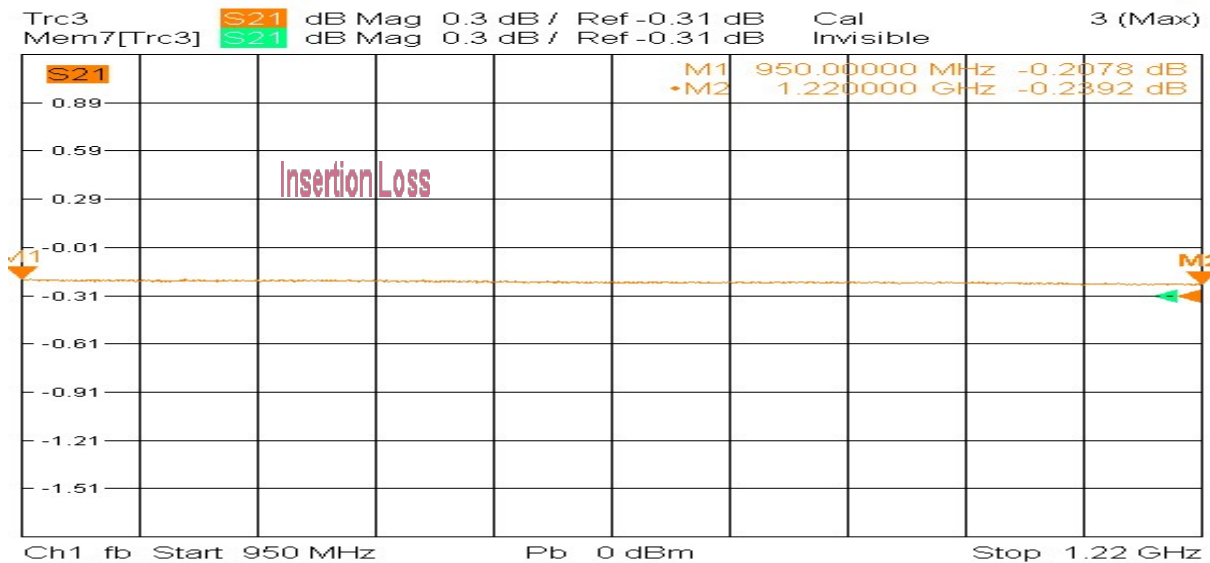 Trc3 S21 dB Mag 0.3 dB / Ref -0.31 dB Cal 3 (Max)
Mem7[Trc3] S21 dB Mag 0.3 dB / Ref -0.31 dB Invisible
S21
M1 950.00000 MHz -0.2078 dB
•M2 1.220000 GHz -0.2392 dB
0.89
0.59
Insertion Loss
0.29
-0.01
M1
M2
-0.31
-0.61
-0.91
-1.21
-1.51
Ch1 fb Start 950 MHz Pb 0 dBm Stop 1.22 GHz